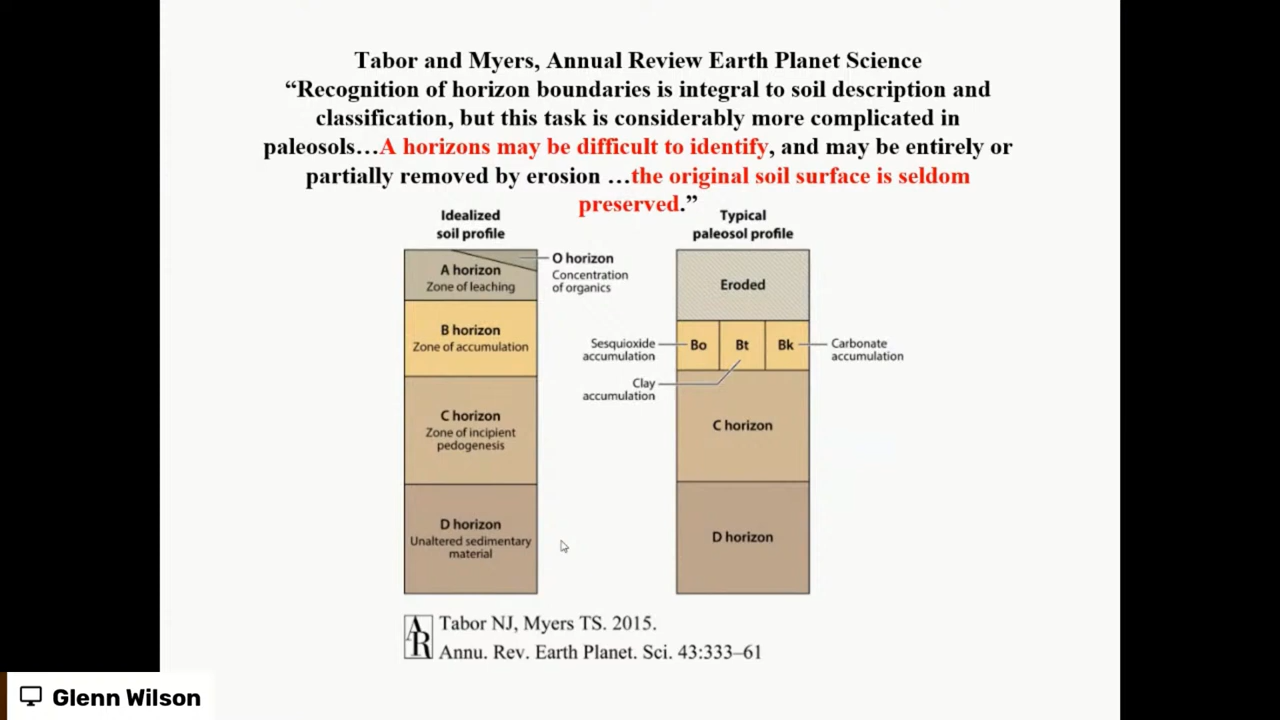 Tabor and Myers, Annual Review Earth Planet Science
“Recognition of horizon boundaries is integral to soil description and
classification, but this task is considerably more complicated in
paleosols…A horizons may be difficult to identify, and may be entirely or
partially removed by erosion …the original soil surface is seldom
preserved.”
Idealized
soil profile
O horizon
Concentration
of organics
A horizon
Zone of leaching
B horizon
Zone of accumulation
C horizon
Zone of incipient
pedogenesis
D horizon
Unaltered sedimentary
material
Typical
paleosol profile
Eroded
Sesquioxide
accumulation
Bo
Bt
Bk
Carbonate
accumulation
Clay
accumulation
C horizon
D horizon
AR
Tabor NJ, Myers TS. 2015.
Annu. Rev. Earth Planet. Sci. 43:333–61
Glenn Wilson